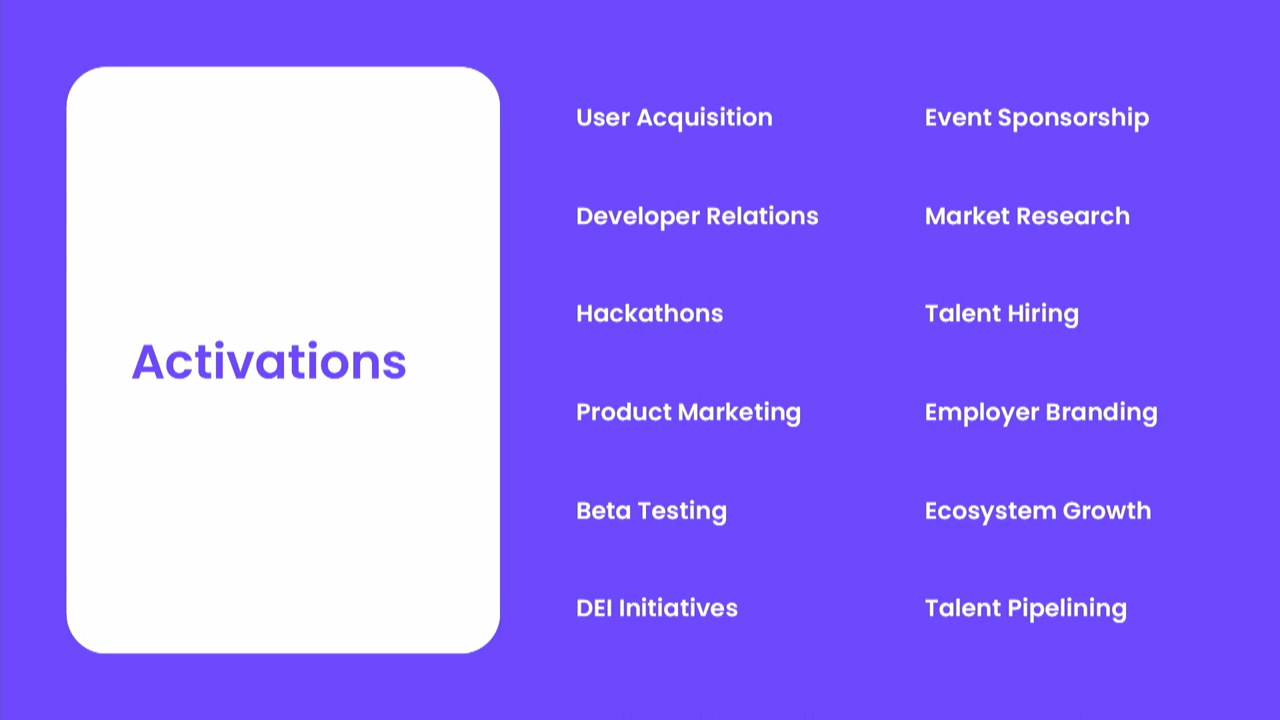 Activations
User Acquisition
Developer Relations
Hackathons
Product Marketing
Beta Testing
DEI Initiatives
Event Sponsorship
Market Research
Talent Hiring
Employer Branding
Ecosystem Growth
Talent Pipelining